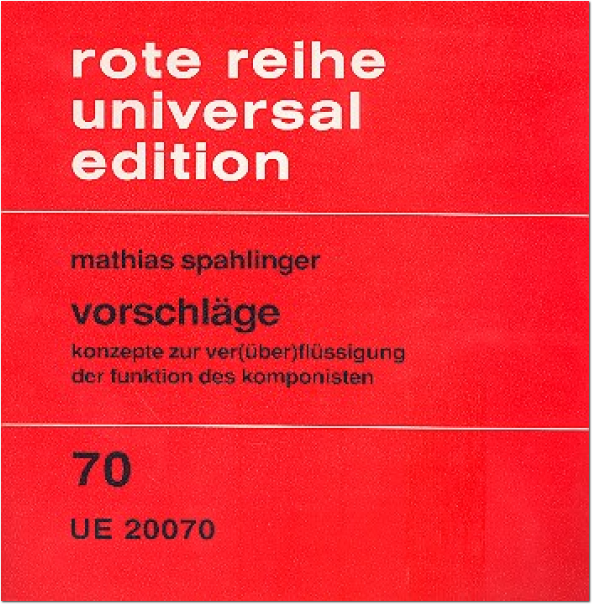 rote reihe
universal
edition
mathias spahlinger
vorschläge
konzepte zur ver(über)flüssigung
der funktion des komponisten
70
UE 20070